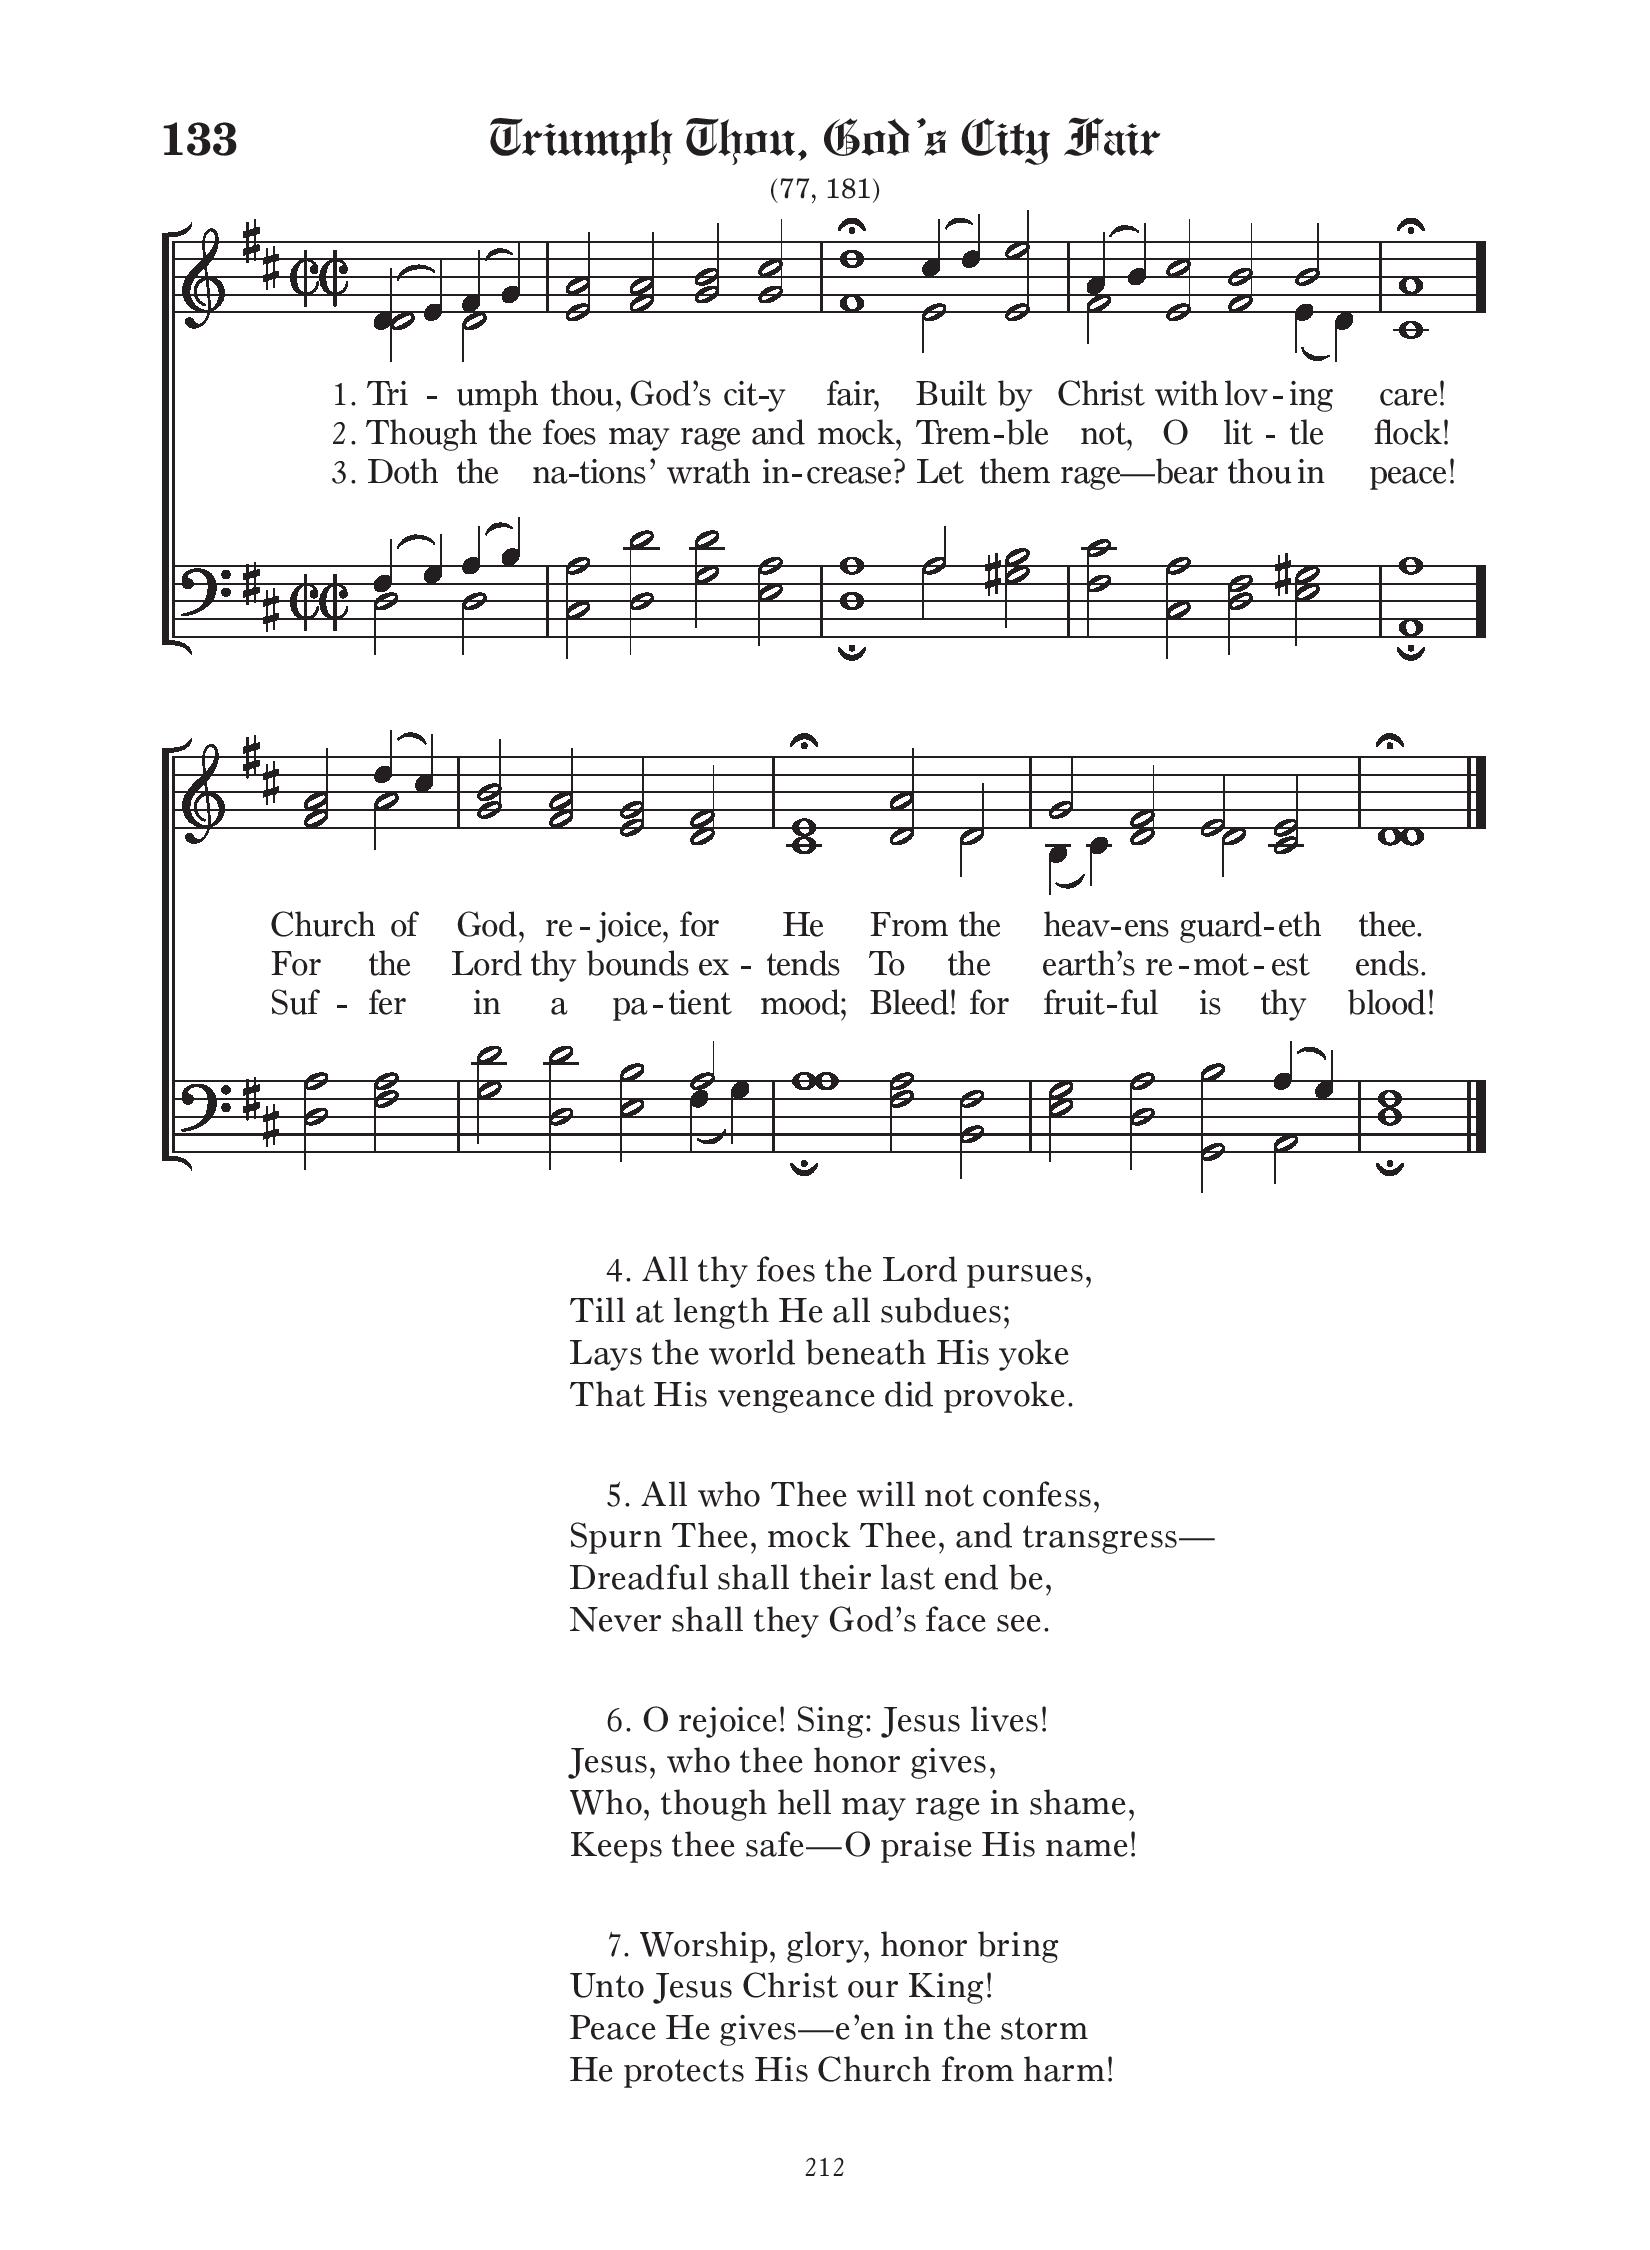 133 Triumph Thou, God’s City Fair
(77, 181)
1. Tri - umph thou, God’s cit-y fair, Built by Christ with lov - ing care!
2. Though the foes may rage and mock, Trem-ble not, O lit - tle flock!
3. Doth the na-tions’ wrath in-crease? Let them rage—bear thou in peace!
Church of God, re - joice, for He From the heav-ens guard-eth thee.
For the Lord thy bounds ex - tends To the earth’s re-mot-est ends.
Suf - fer in a pa-tient mood; Bleed! for fruit-ful is thy blood!
4. All thy foes the Lord pursues,
Till at length He all subdues;
Lays the world beneath His yoke
That His vengeance did provoke.
5. All who Thee will not confess,
Spurn Thee, mock Thee, and transgress—
Dreadful shall their last end be,
Never shall they God’s face see.
6. O rejoice! Sing: Jesus lives!
Jesus, who thee honor gives,
Who, though hell may rage in shame,
Keeps thee safe—O praise His name!
7. Worship, glory, honor bring
Unto Jesus Christ our King!
Peace He gives—e’en in the storm
He protects His Church from harm!
212